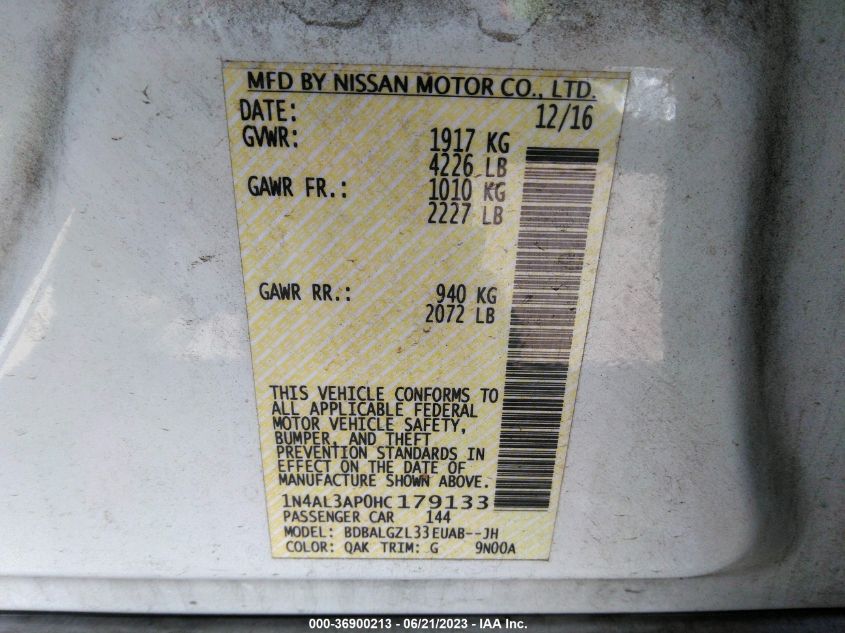 MFD BY NISSAN MOTOR CO., LTD.
DATE: 12/16
GVWR: 1917 KG
4226 LB
GAWR FR.: 1010 KG
2227 LB
GAWR RR.: 940 KG
2072 LB
THIS VEHICLE CONFORMS TO
ALL APPLICABLE FEDERAL
MOTOR VEHICLE SAFETY,
BUMPER, AND THEFT
PREVENTION STANDARDS IN
EFFECT ON THE DATE OF
MANUFACTURE SHOWN ABOVE.
1N4AL3AP0HC179133
PASSENGER CAR 144
MODEL: BDBALGZL33EUAB--JH
COLOR: QAK TRIM: G 9N00A
000-36900213 - 06/21/2023 - IAA Inc.